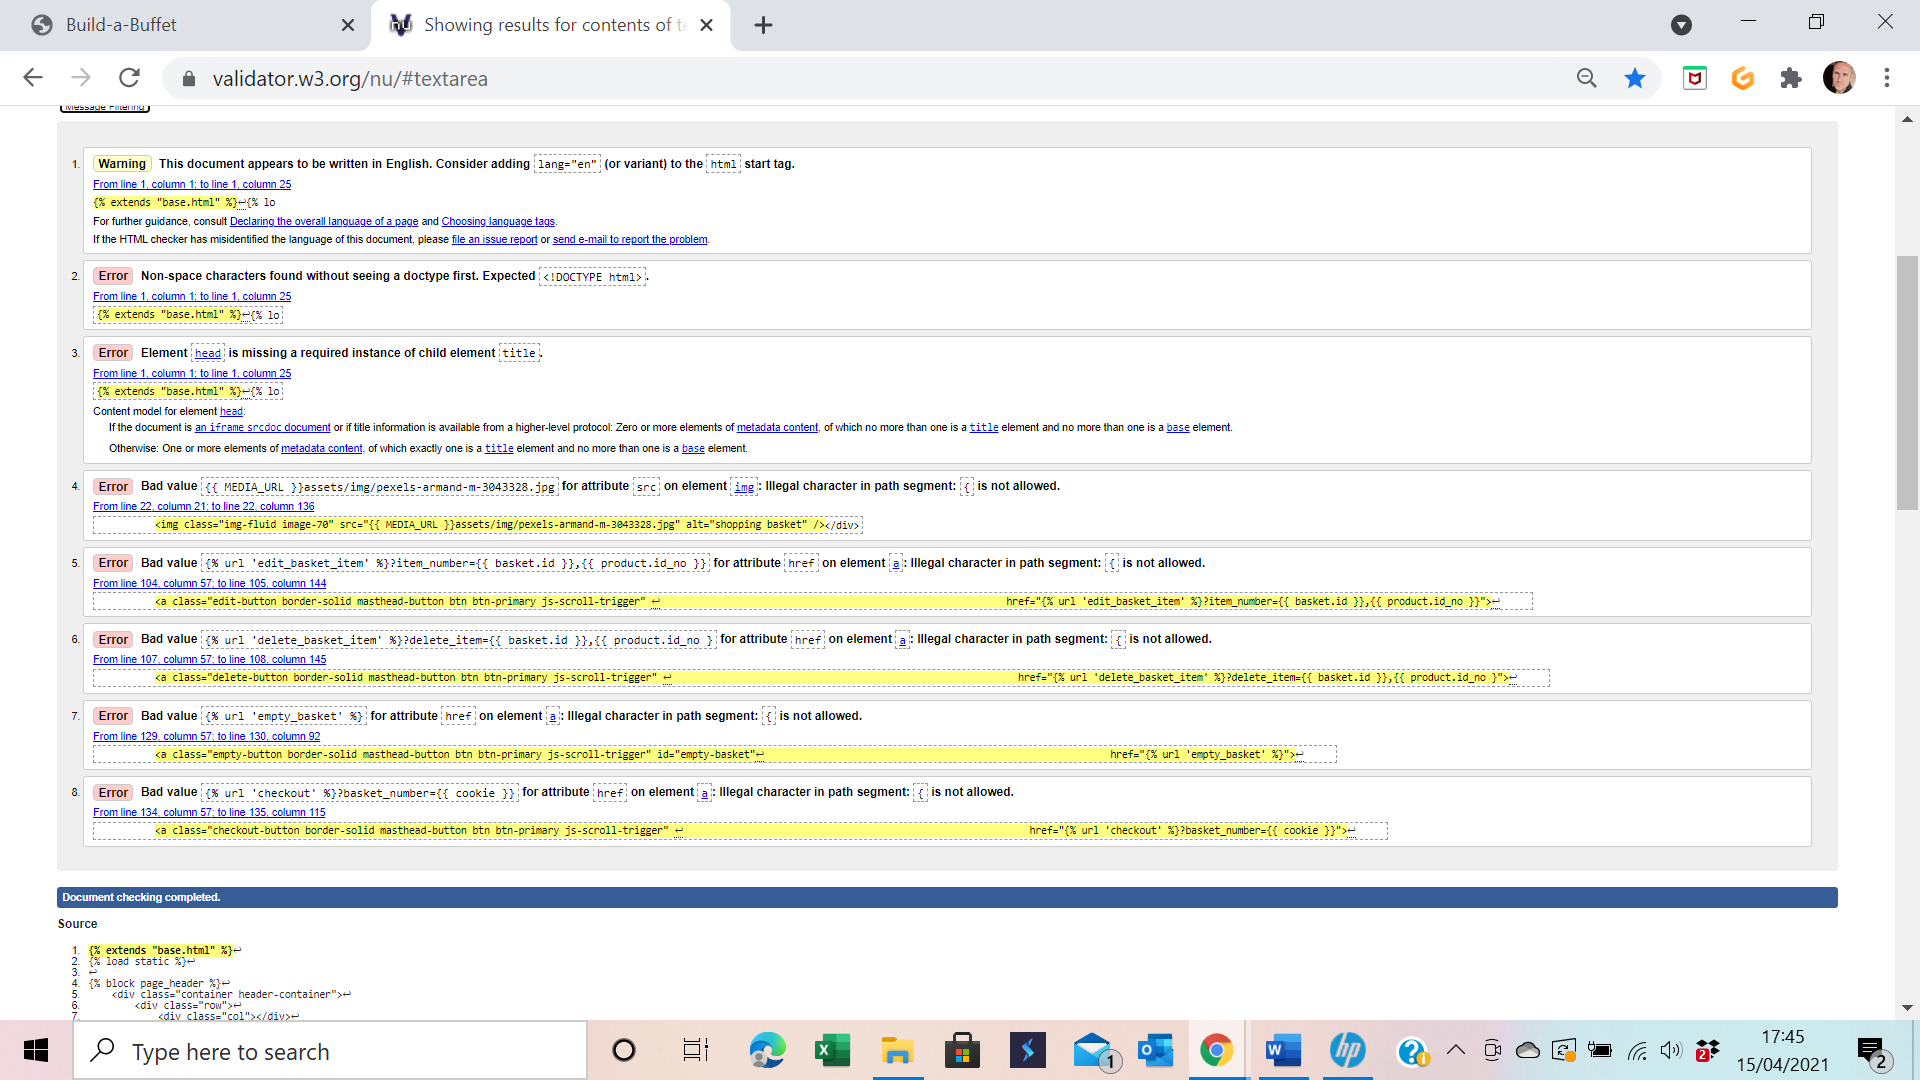 Build-a-Buffet
Showing results for contents of te
validator.w3.org/nu/#textarea
Message Filtering
1. Warning This document appears to be written in English. Consider adding lang="en" (or variant) to the html start tag.
From line 1, column 1; to line 1, column 25
{% extends "base.html" %}↩{% lo
For further guidance, consult Declaring the overall language of a page and Choosing language tags.
If the HTML checker has misidentified the language of this document, please file an issue report or send e-mail to report the problem.
2. Error Non-space characters found without seeing a doctype first. Expected <!DOCTYPE html>.
From line 1, column 1; to line 1, column 25
{% extends "base.html" %}↩{% lo
3. Error Element head is missing a required instance of child element title.
From line 1, column 1; to line 1, column 25
{% extends "base.html" %}↩{% lo
Content model for element head:
If the document is an iframe srcdoc document or if title information is available from a higher-level protocol: Zero or more elements of metadata content, of which no more than one is a title element and no more than one is a base element.
Otherwise: One or more elements of metadata content, of which exactly one is a title element and no more than one is a base element.
4. Error Bad value {{ MEDIA_URL }}assets/img/pexels-armand-m-3043328.jpg for attribute src on element img: Illegal character in path segment: { is not allowed.
From line 22, column 21; to line 22, column 136
<img class="img-fluid image-70" src="{{ MEDIA_URL }}assets/img/pexels-armand-m-3043328.jpg" alt="shopping basket" /></div>
5. Error Bad value {% url 'edit_basket_item' %}?item_number={{ basket.id }},{{ product.id_no }} for attribute href on element a: Illegal character in path segment: { is not allowed.
From line 104, column 57; to line 105, column 144
<a class="edit-button border-solid masthead-button btn btn-primary js-scroll-trigger" ↩ href="{% url 'edit_basket_item' %}?item_number={{ basket.id }},{{ product.id_no }}">↩
6. Error Bad value {% url 'delete_basket_item' %}?delete_item={{ basket.id }},{{ product.id_no } for attribute href on element a: Illegal character in path segment: { is not allowed.
From line 107, column 57; to line 108, column 145
<a class="delete-button border-solid masthead-button btn btn-primary js-scroll-trigger" ↩ href="{% url 'delete_basket_item' %}?delete_item={{ basket.id }},{{ product.id_no }">↩
7. Error Bad value {% url 'empty_basket' %} for attribute href on element a: Illegal character in path segment: { is not allowed.
From line 129, column 57; to line 130, column 92
<a class="empty-button border-solid masthead-button btn btn-primary js-scroll-trigger" id="empty-basket"↩ href="{% url 'empty_basket' %}">↩
8. Error Bad value {% url 'checkout' %}?basket_number={{ cookie }} for attribute href on element a: Illegal character in path segment: { is not allowed.
From line 134, column 57; to line 135, column 115
<a class="checkout-button border-solid masthead-button btn btn-primary js-scroll-trigger" ↩ href="{% url 'checkout' %}?basket_number={{ cookie }}">↩
Document checking completed.
Source
1. {% extends "base.html" %}↩
2. {% load static %}↩
3. ↩
4. {% block page_header %}↩
5. <div class="container header-container">↩
6. <div class="row">↩
7. <div class="col"></div>↩
Type here to search
1
2
17:45
15/04/2021
2